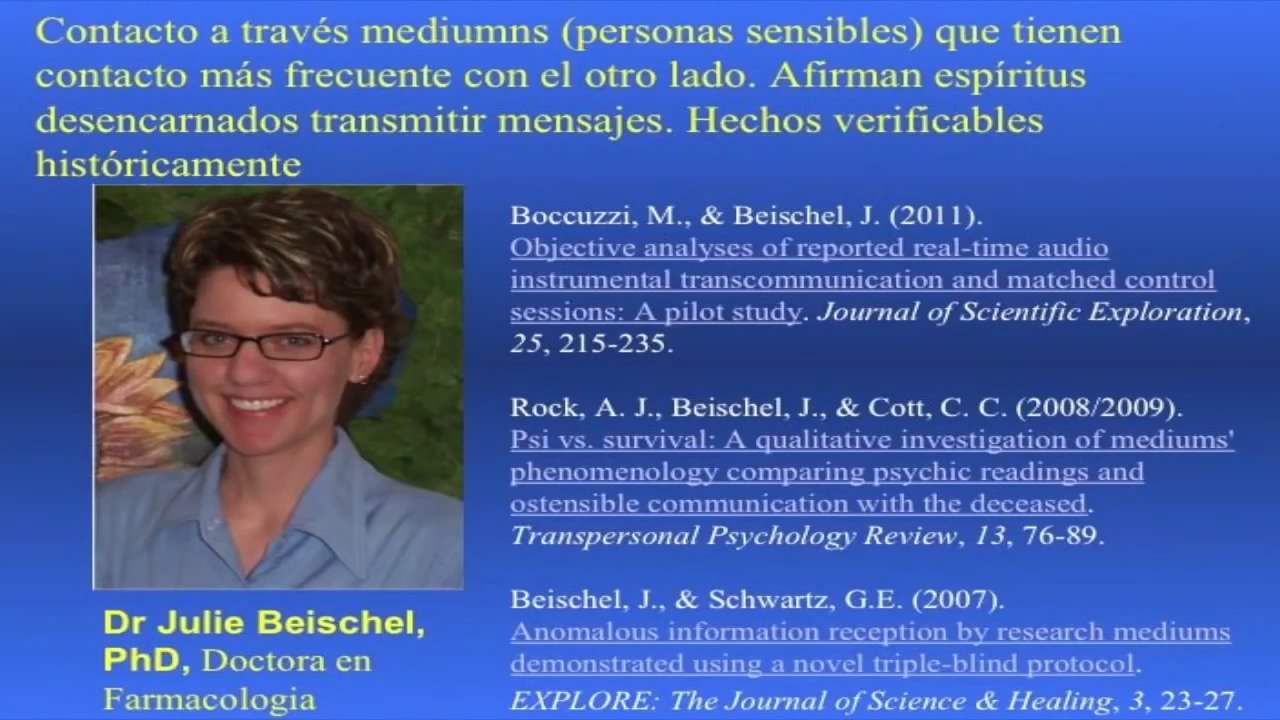 Contacto a través mediumns (personas sensibles) que tienen
contacto más frecuente con el otro lado. Afirman espíritus
desencarnados transmitir mensajes. Hechos verificables
históricamente
Boccuzzi, M., & Beischel, J. (2011).
Objective analyses of reported real-time audio
instrumental transcommunication and matched control
sessions: A pilot study. Journal of Scientific Exploration,
25, 215-235.
Rock, A. J., Beischel, J., & Cott, C. C. (2008/2009).
Psi vs. survival: A qualitative investigation of mediums'
phenomenology comparing psychic readings and
ostensible communication with the deceased.
Transpersonal Psychology Review, 13, 76-89.
Beischel, J., & Schwartz, G.E. (2007).
Anomalous information reception by research mediums
demonstrated using a novel triple-blind protocol.
EXPLORE: The Journal of Science & Healing, 3, 23-27.
Dr Julie Beischel,
PhD, Doctora en
Farmacologia